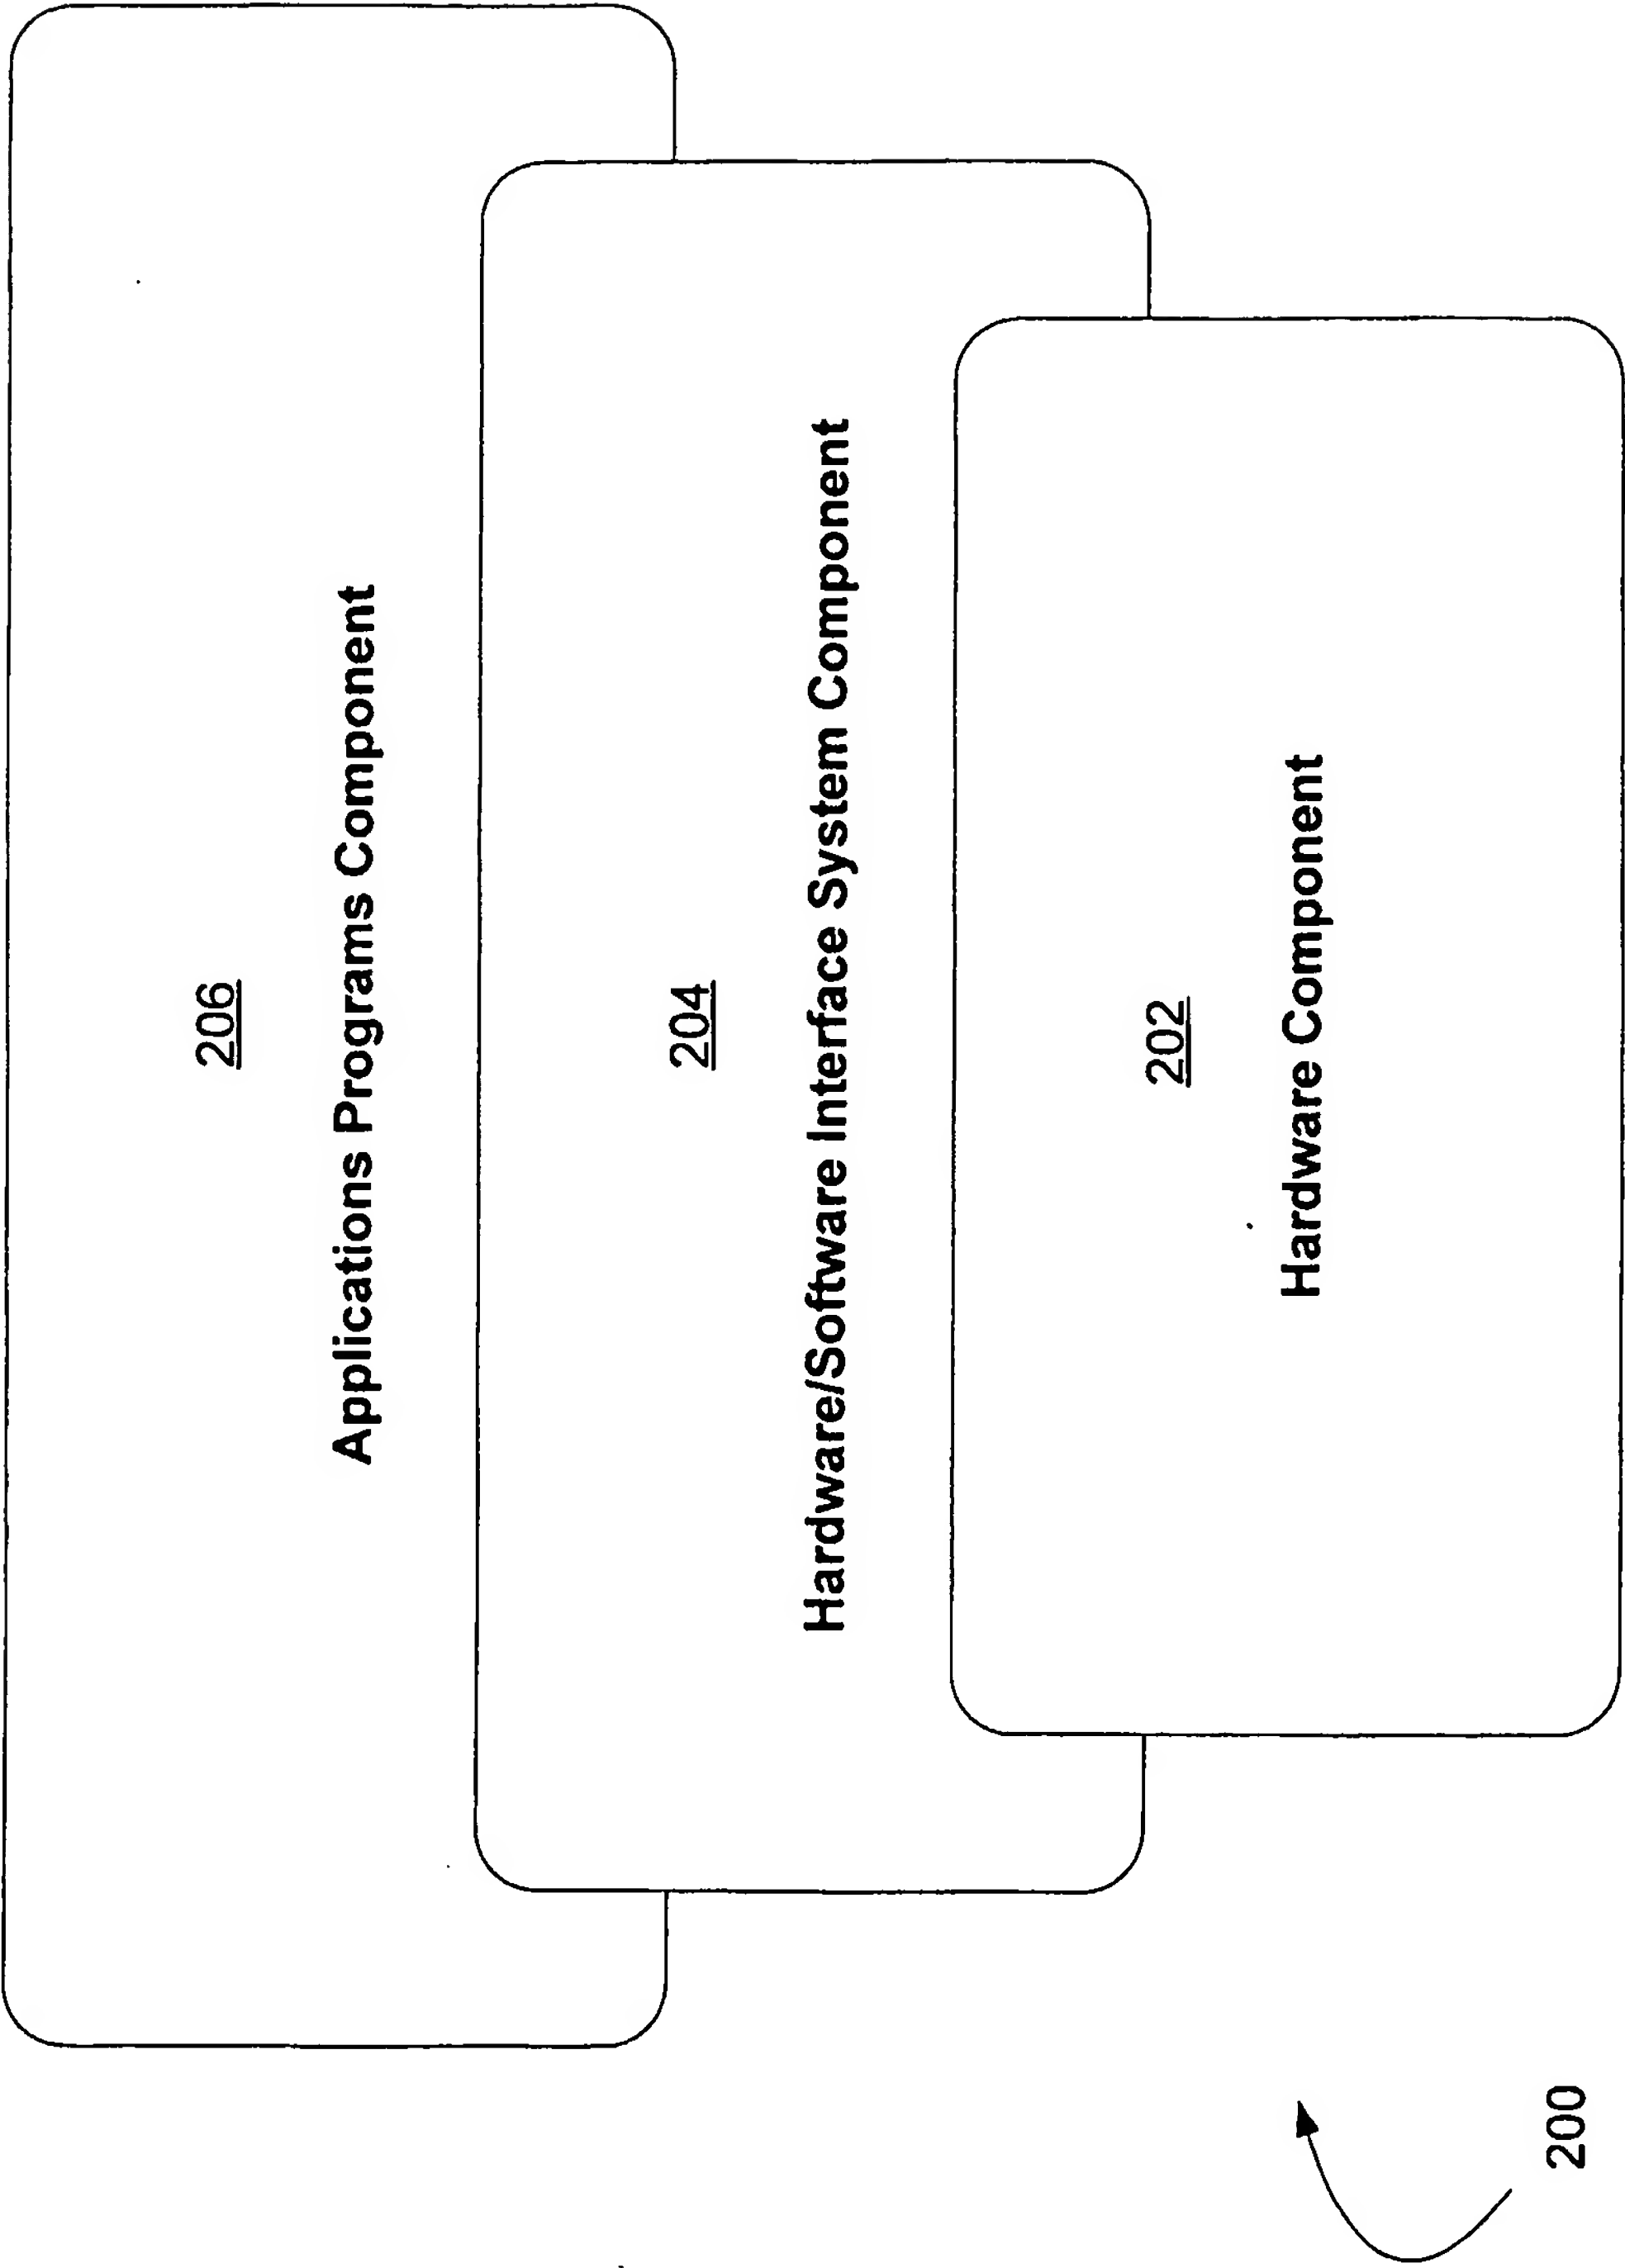 206
Applications Programs Component
204
Hardware/Software Interface System Component
202
Hardware Component
200